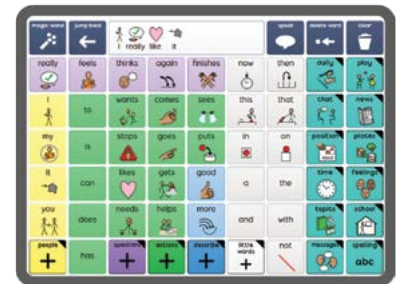 magic wand jump back speak delete word clear
I really like it
really feels thinks again finishes now then daily play
I to wants comes sees this that chat news
my is stops goes puts in on position places
it can likes gets good a the time feelings
you does needs helps more and with topics school
people has questions actions describe little words not messages spelling
abc